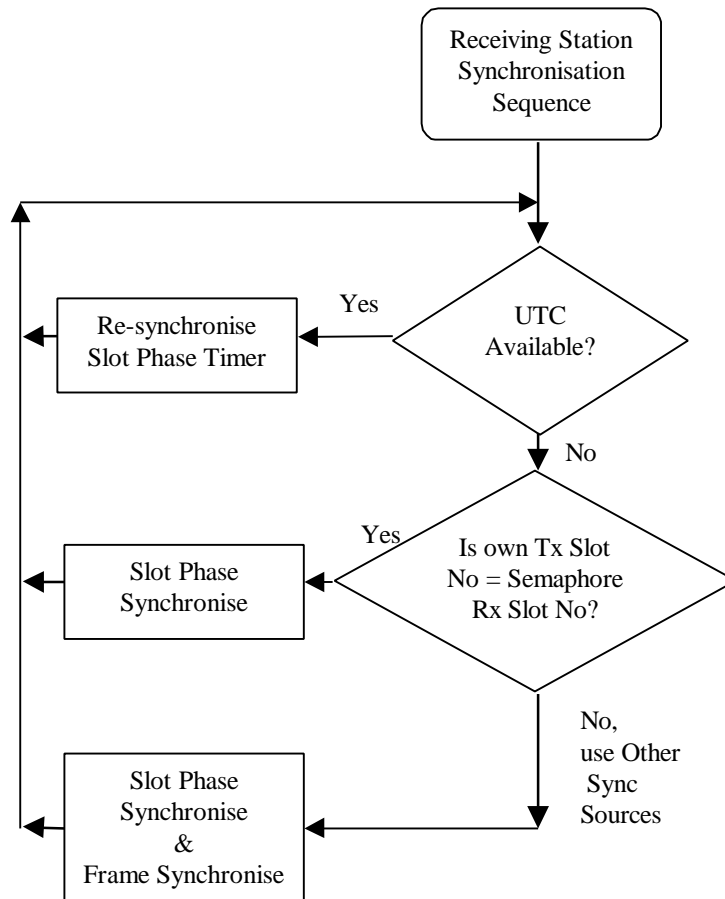 Receiving Station
Synchronisation
Sequence
Yes
Re-synchronise
Slot Phase Timer
UTC
Available?
No
Yes
Slot Phase
Synchronise
Is own Tx Slot
No = Semaphore
Rx Slot No?
No,
use Other
Sync
Sources
Slot Phase
Synchronise
&
Frame Synchronise